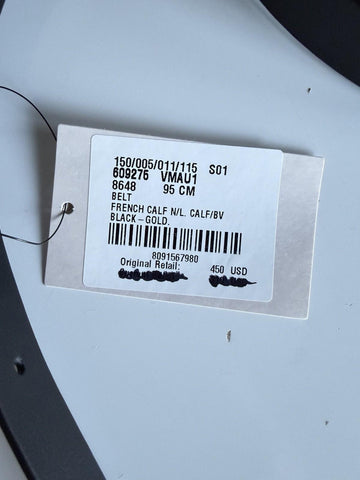 150/005/011/115 S01
609276 VMAU1
8648 95 CM
BELT
FRENCH CALF N/L. CALF/BV
BLACK-GOLD.
8091567980
Original Retail: 450 USD